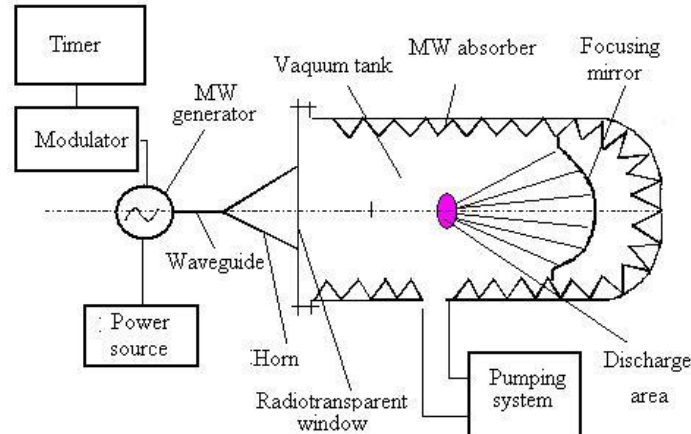 Timer
MW absorber
Focusing
mirror
Vaquum tank
MW
generator
Modulator
Waveguide
: Power
source
:Horn
Radiotransparent
window
Pumping
system
Discharge
area